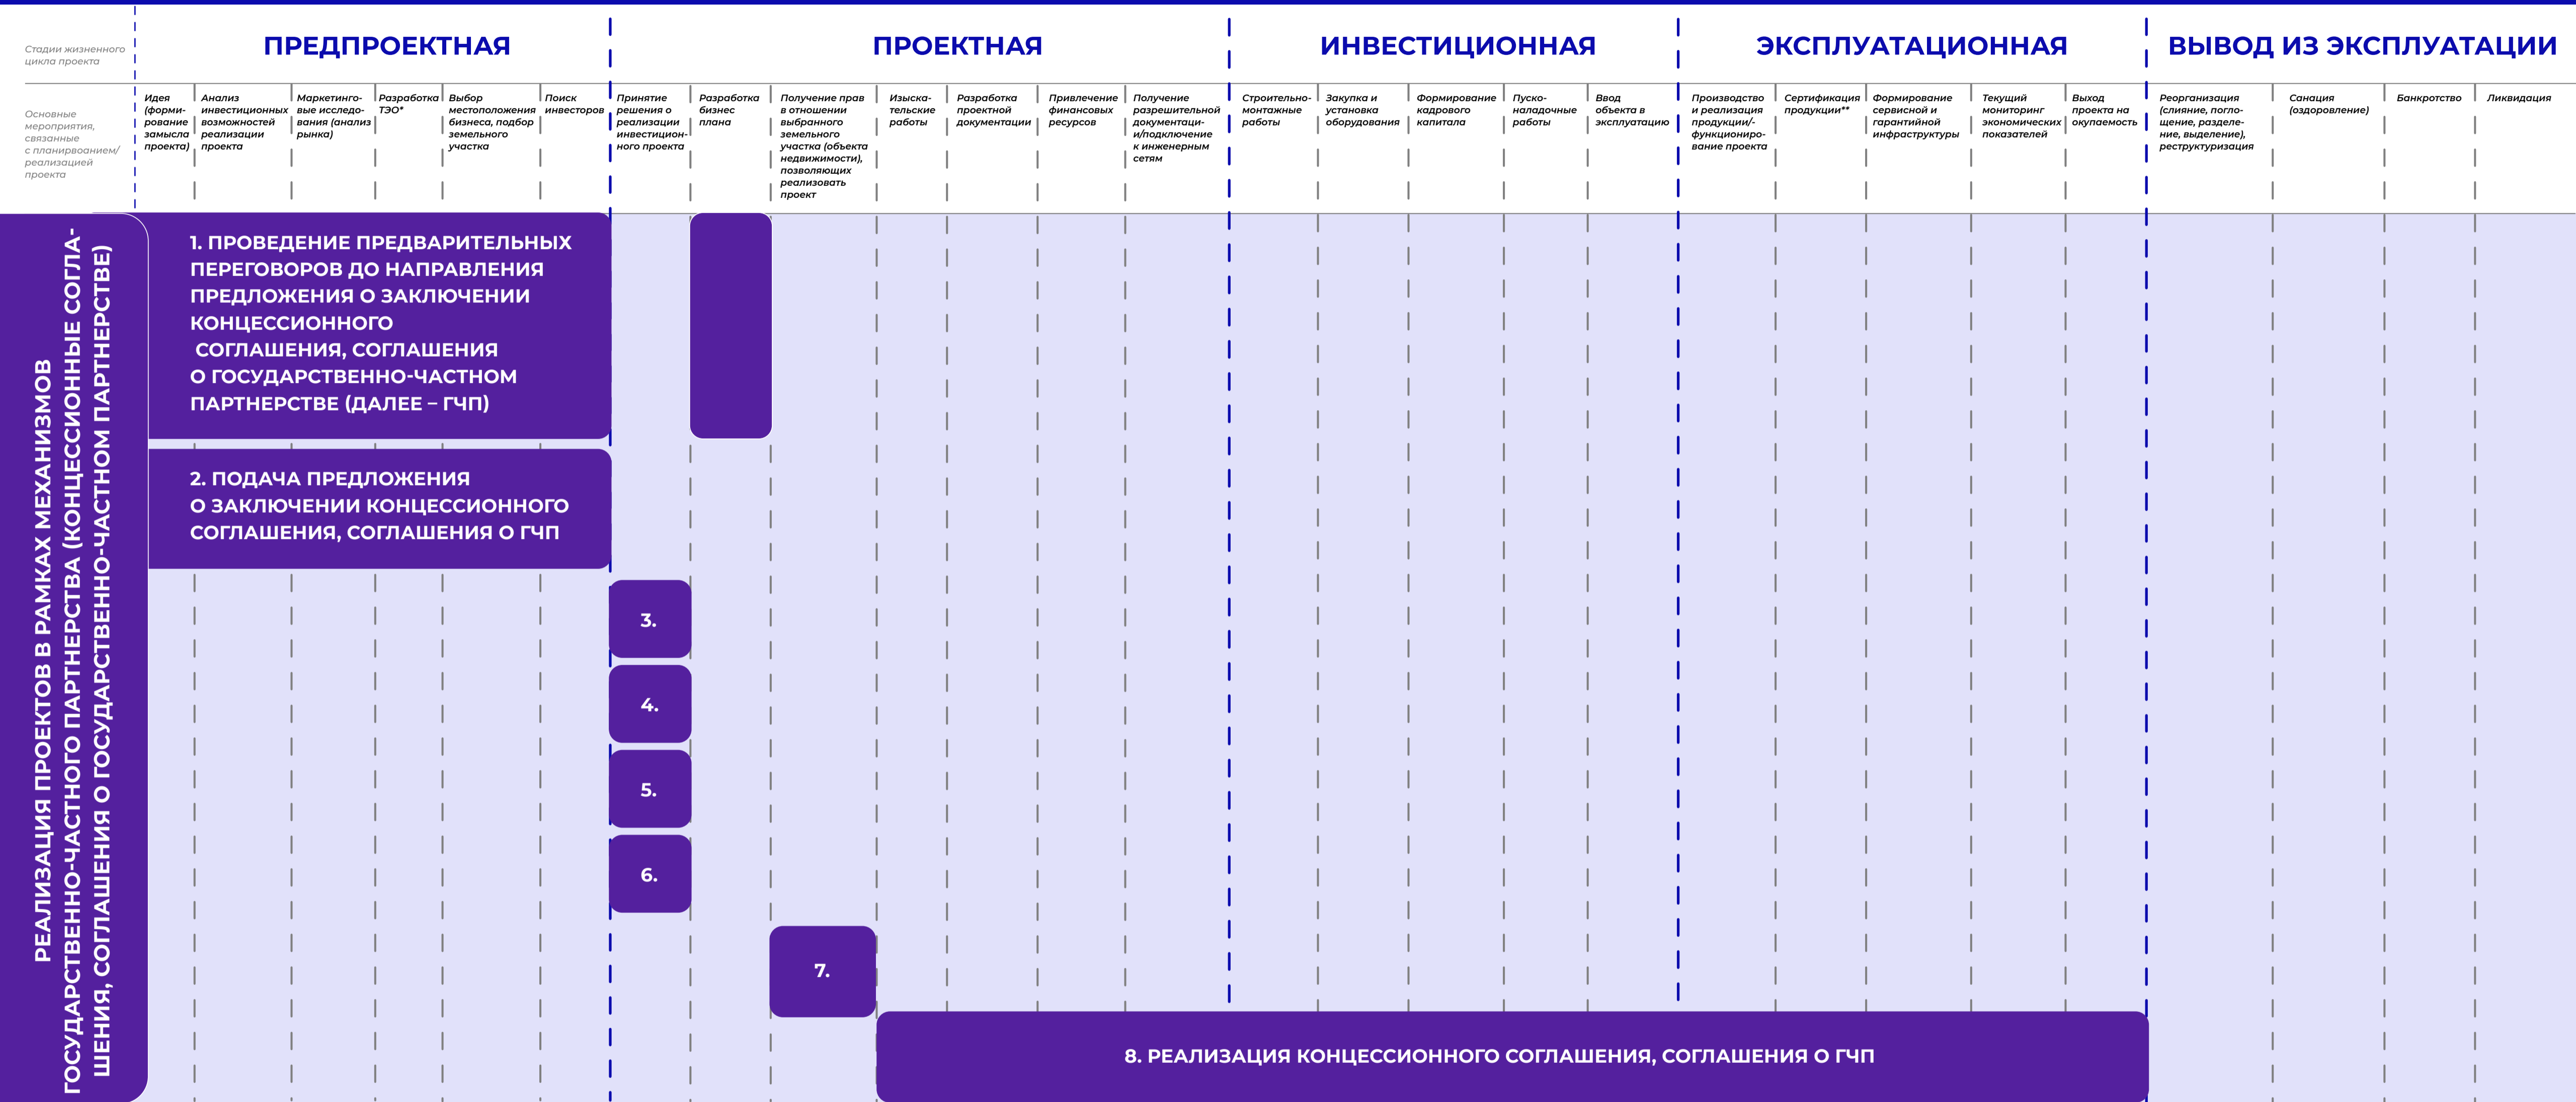 Стадии жизненного
цикла проекта
ПРЕДПРОЕКТНАЯ
ПРОЕКТНАЯ
ИНВЕСТИЦИОННАЯ
ЭКСПЛУАТАЦИОННАЯ
ВЫВОД ИЗ ЭКСПЛУАТАЦИИ
Основные
мероприятия,
связанные
с планирвоанием/
реализацией
проекта
Идея
(форми-
рование
замысла
проекта)
Анализ
инвестиционных
возможностей
реализации
проекта
Маркетинго-
вые исследо-
вания (анализ
рынка)
Разработка
ТЭО*
Выбор
местоположения
бизнеса, подбор
земельного
участка
Поиск
инвесторов
Принятие
решения о
реализации
инвестицион-
ного проекта
Разработка
бизнес
плана
Получение прав
в отношении
выбранного
земельного
участка (объекта
недвижимости),
позволяющих
реализовать
проект
Изыска-
тельские
работы
Разработка
проектной
документации
Привлечение
финансовых
ресурсов
Получение
разрешительной
документаци-
и/подключение
к инженерным
сетям
Строительно-
монтажные
работы
Закупка и
установка
оборудования
Формирование
кадрового
капитала
Пуско-
наладочные
работы
Ввод
объекта в
эксплуатацию
Производство
и реализация
продукции/-
функциониро-
вание проекта
Сертификация
продукции**
Формирование
сервисной и
гарантийной
инфраструктуры
Текущий
мониторинг
экономических
показателей
Выход
проекта на
окупаемость
Реорганизация
(слияние, погло-
щение, разделе-
ние, выделение),
реструктуризация
Санация
(оздоровление)
Банкротство
Ликвидация
РЕАЛИЗАЦИЯ ПРОЕКТОВ В РАМКАХ МЕХАНИЗМОВ
ГОСУДАРСТВЕННО-ЧАСТНОГО ПАРТНЕРСТВА (КОНЦЕССИОННЫЕ СОГЛА-
ШЕНИЯ, СОГЛАШЕНИЯ О ГОСУДАРСТВЕННО-ЧАСТНОМ ПАРТНЕРСТВЕ)
1. ПРОВЕДЕНИЕ ПРЕДВАРИТЕЛЬНЫХ
ПЕРЕГОВОРОВ ДО НАПРАВЛЕНИЯ
ПРЕДЛОЖЕНИЯ О ЗАКЛЮЧЕНИИ
КОНЦЕССИОННОГО
СОГЛАШЕНИЯ, СОГЛАШЕНИЯ
О ГОСУДАРСТВЕННО-ЧАСТНОМ
ПАРТНЕРСТВЕ (ДАЛЕЕ – ГЧП)
2. ПОДАЧА ПРЕДЛОЖЕНИЯ
О ЗАКЛЮЧЕНИИ КОНЦЕССИОННОГО
СОГЛАШЕНИЯ, СОГЛАШЕНИЯ О ГЧП
3.
4.
5.
6.
7.
8. РЕАЛИЗАЦИЯ КОНЦЕССИОННОГО СОГЛАШЕНИЯ, СОГЛАШЕНИЯ О ГЧП